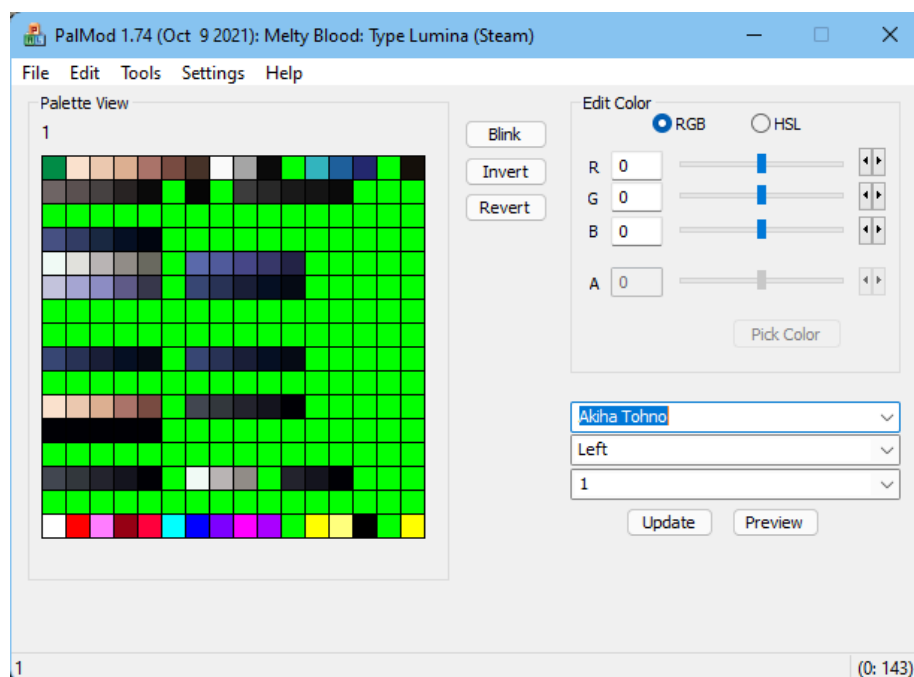 PalMod 1.74 (Oct 9 2021): Melty Blood: Type Lumina (Steam)
File Edit Tools Settings Help
Palette View
1
Blink
Invert
Revert
Edit Color
RGB HSL
R 0
G 0
B 0
A 0
Pick Color
Akiha Tohno
Left
1
Update Preview
1 (0: 143)